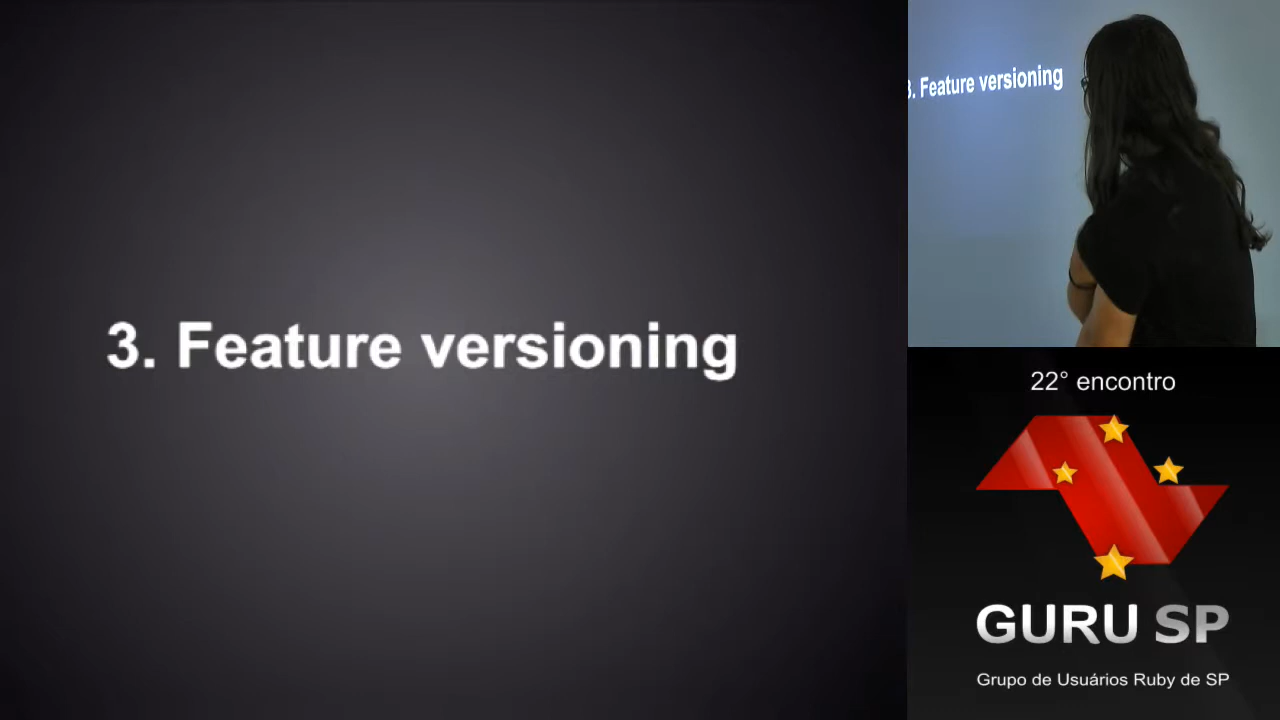 3. Feature versioning
3. Feature versioning
22° encontro
GURU SP
Grupo de Usuários Ruby de SP